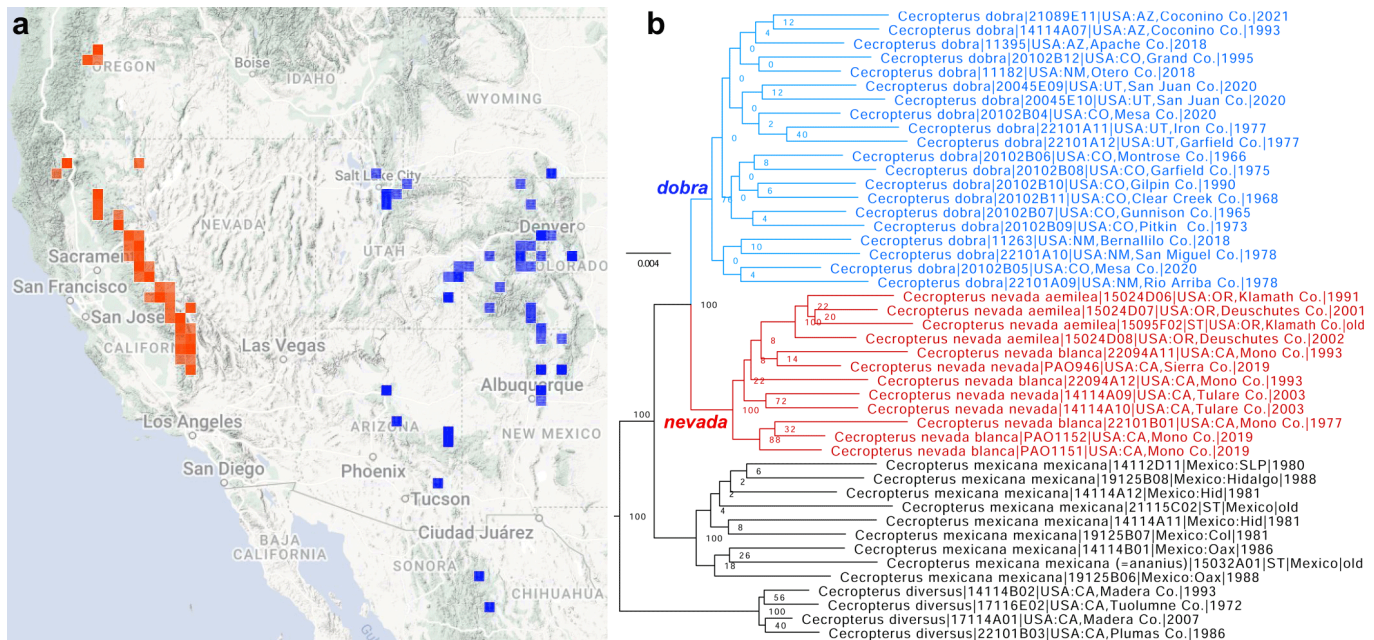 a
OREGON
Boise
IDAHO
WYOMING
Salt Lake City
NEVADA
UTAH
Denver
COLORADO
Sacramento
San Francisco
San Jose
CALIFORN
Las Vegas
Albuquerque
Los Angeles
ARIZONA
NEW MEXICO
San Diego
Phoenix
Tucson
Ciudad Juárez
BAJA
CALIFORNIA
SONORA
CHIHUAHUA
Gul
b
Cecropterus dobra|21089E11|USA:AZ,Coconino Co.|2021
Cecropterus dobra|14114A07|USA:AZ,Coconino Co.|1993
Cecropterus dobra|11395|USA:AZ,Apache Co.|2018
Cecropterus dobra|20102B12|USA:CO,Grand Co.|1995
Cecropterus dobra|11182|USA:NM,Otero Co.|2018
Cecropterus dobra|20045E09|USA:UT,San Juan Co.|2020
Cecropterus dobra|20045E10|USA:UT,San Juan Co.|2020
Cecropterus dobra|20102B04|USA:CO,Mesa Co.|2020
Cecropterus dobra|22101A11|USA:UT,Iron Co.|1977
Cecropterus dobra|22101A12|USA:UT,Garfield Co.|1977
Cecropterus dobra|20102B06|USA:CO,Montrose Co.|1966
Cecropterus dobra|20102B08|USA:CO,Garfield Co.|1975
Cecropterus dobra|20102B10|USA:CO,Gilpin Co.|1990
Cecropterus dobra|20102B11|USA:CO,Clear Creek Co.|1968
Cecropterus dobra|20102B07|USA:CO,Gunnison Co.|1965
Cecropterus dobra|20102B09|USA:CO,Pitkin Co.|1973
Cecropterus dobra|11263|USA:NM,Bernallilo Co.|2018
Cecropterus dobra|22101A10|USA:NM,San Miguel Co.|1978
Cecropterus dobra|20102B05|USA:CO,Mesa Co.|2020
Cecropterus dobra|22101A09|USA:NM,Rio Arriba Co.|1978
Cecropterus nevada aemilea|15024D06|USA:OR,Klamath Co.|1991
Cecropterus nevada aemilea|15024D07|USA:OR,Deuschutes Co.|2001
Cecropterus nevada aemilea|15095F02|ST|USA:OR,Klamath Co.|old
Cecropterus nevada aemilea|15024D08|USA:OR,Deuschutes Co.|2002
Cecropterus nevada blanca|22094A11|USA:CA,Mono Co.|1993
Cecropterus nevada nevada|PAO946|USA:CA,Sierra Co.|2019
Cecropterus nevada blanca|22094A12|USA:CA,Mono Co.|1993
Cecropterus nevada nevada|14114A09|USA:CA,Tulare Co.|2003
Cecropterus nevada nevada|14114A10|USA:CA,Tulare Co.|2003
Cecropterus nevada blanca|22101B01|USA:CA,Mono Co.|1977
Cecropterus nevada blanca|PAO1152|USA:CA,Mono Co.|2019
Cecropterus nevada blanca|PAO1151|USA:CA,Mono Co.|2019
Cecropterus mexicana mexicana|14112D11|Mexico:SLP|1980
Cecropterus mexicana mexicana|19125B08|Mexico:Hidalgo|1988
Cecropterus mexicana mexicana|14114A12|Mexico:Hid|1981
Cecropterus mexicana mexicana|21115C02|ST|Mexico|old
Cecropterus mexicana mexicana|14114A11|Mexico:Hid|1981
Cecropterus mexicana mexicana|19125B07|Mexico:Col|1981
Cecropterus mexicana mexicana|14114B01|Mexico:Oax|1986
Cecropterus mexicana mexicana (=ananius)|15032A01|ST|Mexico|old
Cecropterus mexicana mexicana|19125B06|Mexico:Oax|1988
Cecropterus diversus|14114B02|USA:CA,Madera Co.|1993
Cecropterus diversus|17116E02|USA:CA,Tuolumne Co.|1972
Cecropterus diversus|17114A01|USA:CA,Madera Co.|2007
Cecropterus diversus|22101B03|USA:CA,Plumas Co.|1986
dobra
nevada
0.004
12
4
0
0
0
12
0
2
40
0
8
0
6
0
76
4
10
4
100
22
20
100
8
8
14
22
72
100
32
88
100
6
2
2
4
8
100
26
18
100
56
100
40